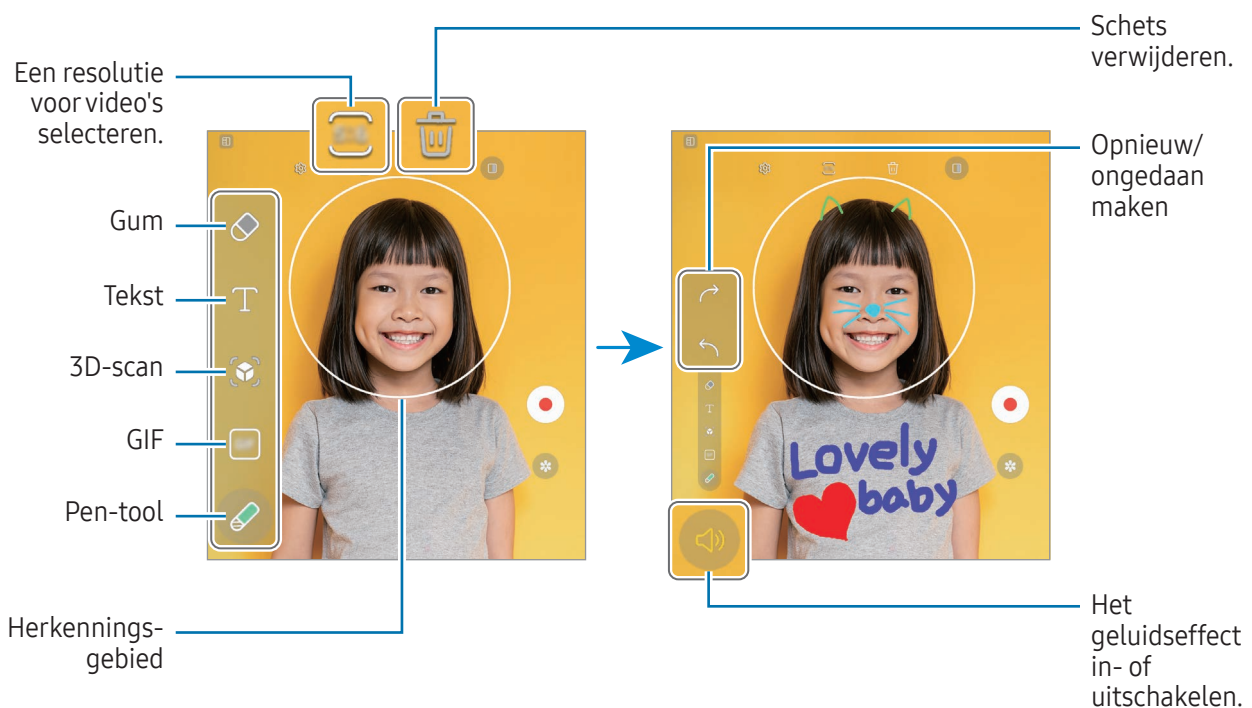 Een resolutie
voor video's
selecteren.
Gum
Tekst
3D-scan
GIF
Pen-tool
Herkennings-
gebied
Schets
verwijderen.
Opnieuw/
ongedaan
maken
T
T
Lovely
baby
Het
geluidseffect
in- of
uitschakelen.